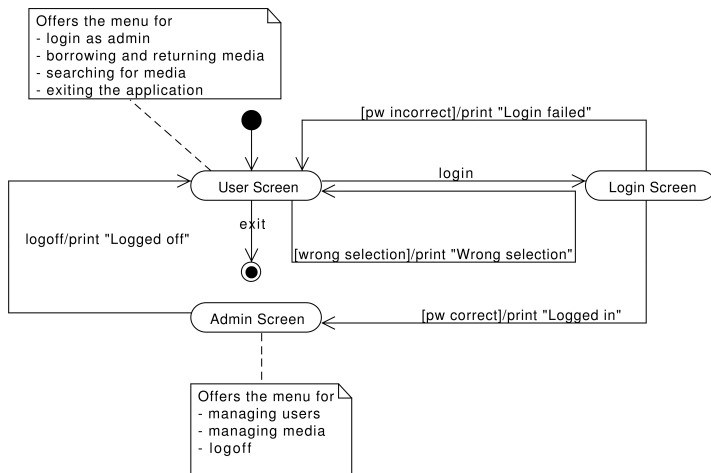 Offers the menu for
- login as admin
- borrowing and returning media
- searching for media
- exiting the application
[pw incorrect]/print "Login failed"
User Screen
login
Login Screen
exit
logoff/print "Logged off"
[wrong selection]/print "Wrong selection"
Admin Screen
[pw correct]/print "Logged in"
Offers the menu for
- managing users
- managing media
- logoff